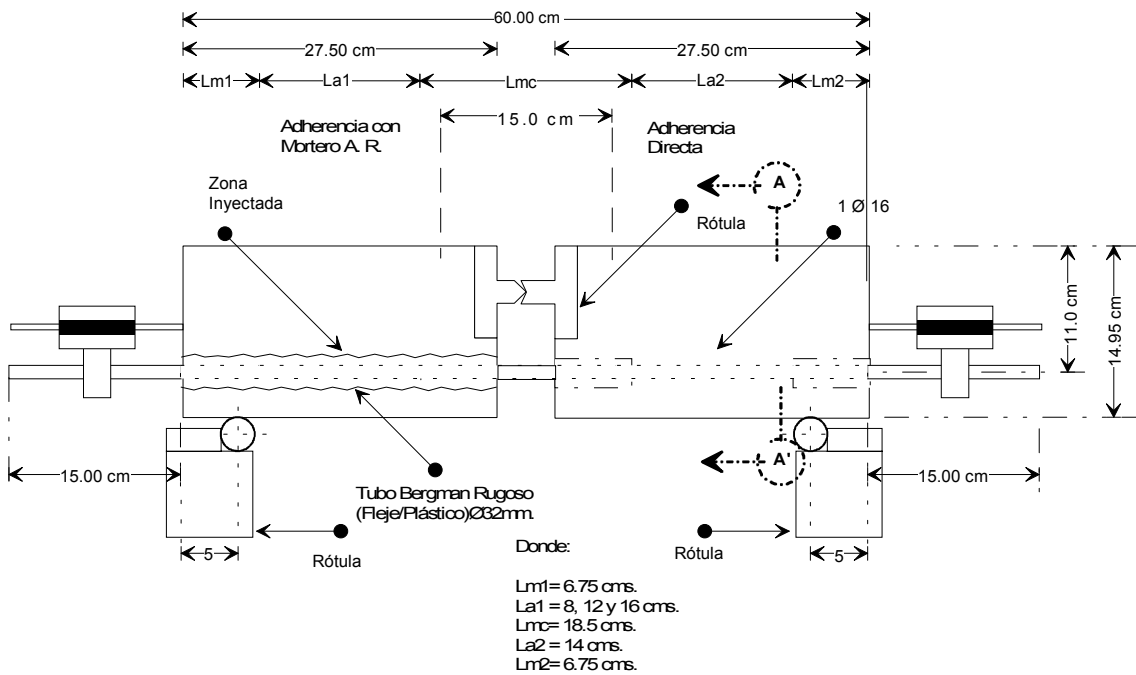 60.00 cm
27.50 cm
27.50 cm
Lm1
La1
Lmc
La2
Lm2
15.0 cm
Adherencia con
Mortero A. R.
Adherencia
Directa
Zona
Inyectada
A
Rótula
1 Ø 16
11.0 cm
14.95 cm
15.00 cm
A'
15.00 cm
Tubo Bergman Rugoso
(Fleje/Plástico)Ø32mm.
5
Rótula
Rótula
5
Donde:
Lm1= 6.75 cms.
La1 = 8, 12 y 16 cms.
Lmc= 18.5 cms.
La2 = 14 cms.
Lm2= 6.75 cms.